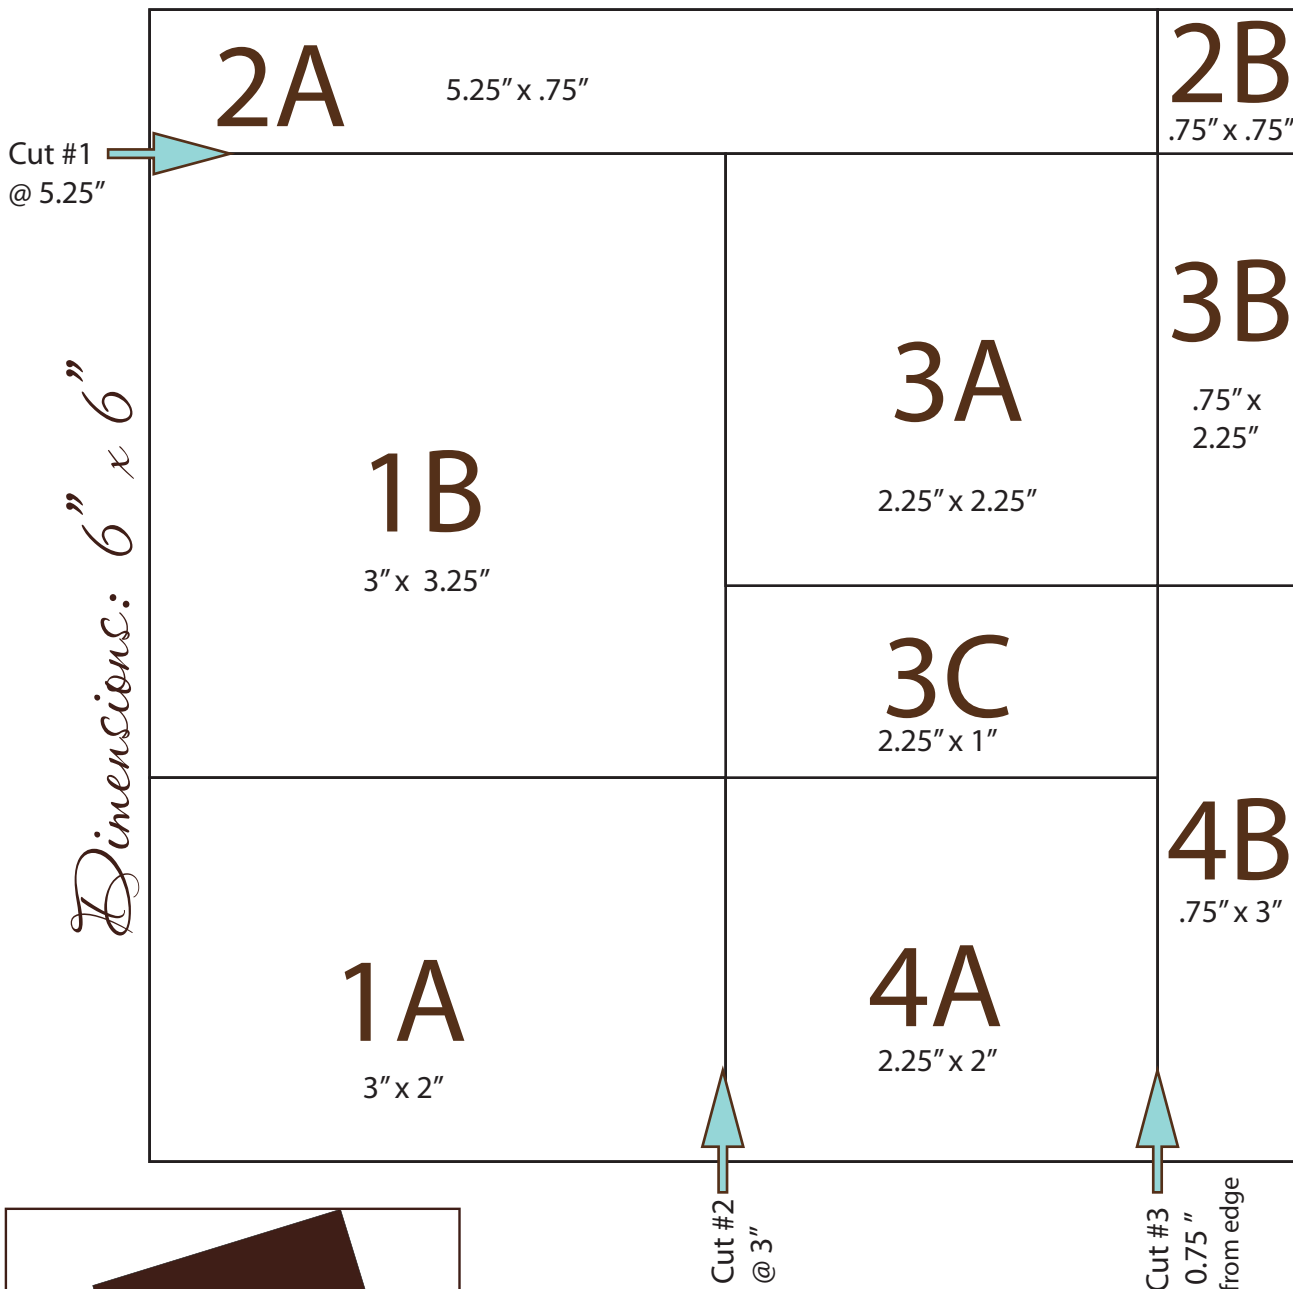 2A
5.25” x .75”
2B
.75” x .75”
Cut #1
@ 5.25”
Dimensions: 6” x 6”
1B
3” x  3.25”
3A
2.25” x 2.25”
3B
.75” x
2.25”
3C
2.25” x 1”
1A
3” x 2”
4A
2.25” x 2”
4B
.75” x 3”
Cut #2
@ 3”
Cut #3
0.75 ”
from edge